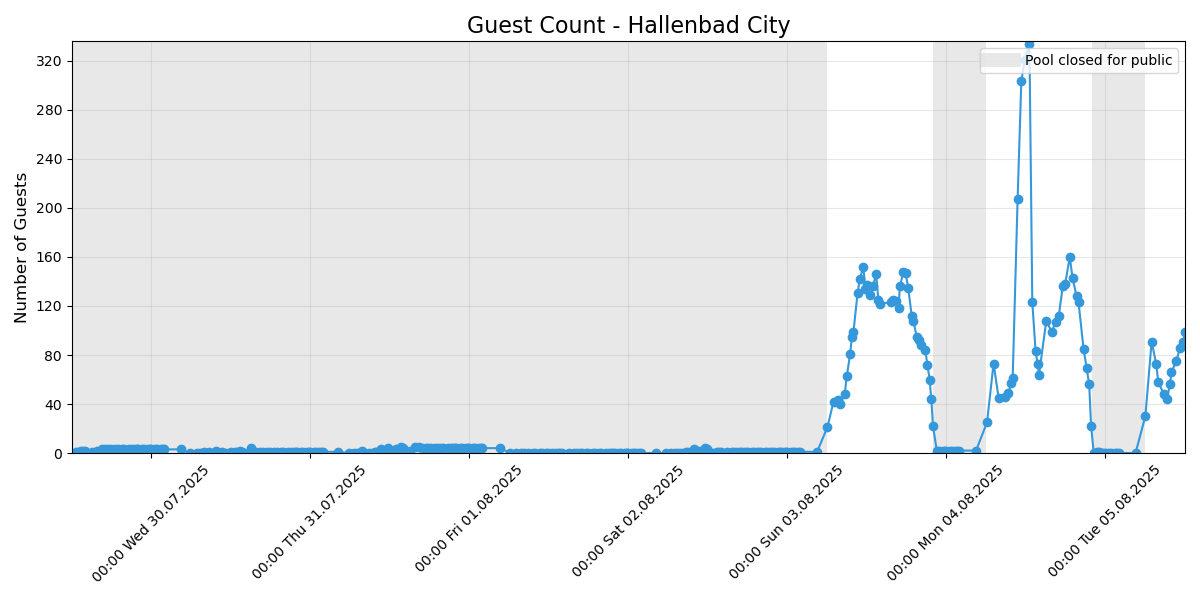 Guest Count - Hallenbad City
Pool closed for public
Number of Guests
320
280
240
200
160
120
80
40
0
00:00 Wed 30.07.2025
00:00 Thu 31.07.2025
00:00 Fri 01.08.2025
00:00 Sat 02.08.2025
00:00 Sun 03.08.2025
00:00 Mon 04.08.2025
00:00 Tue 05.08.2025